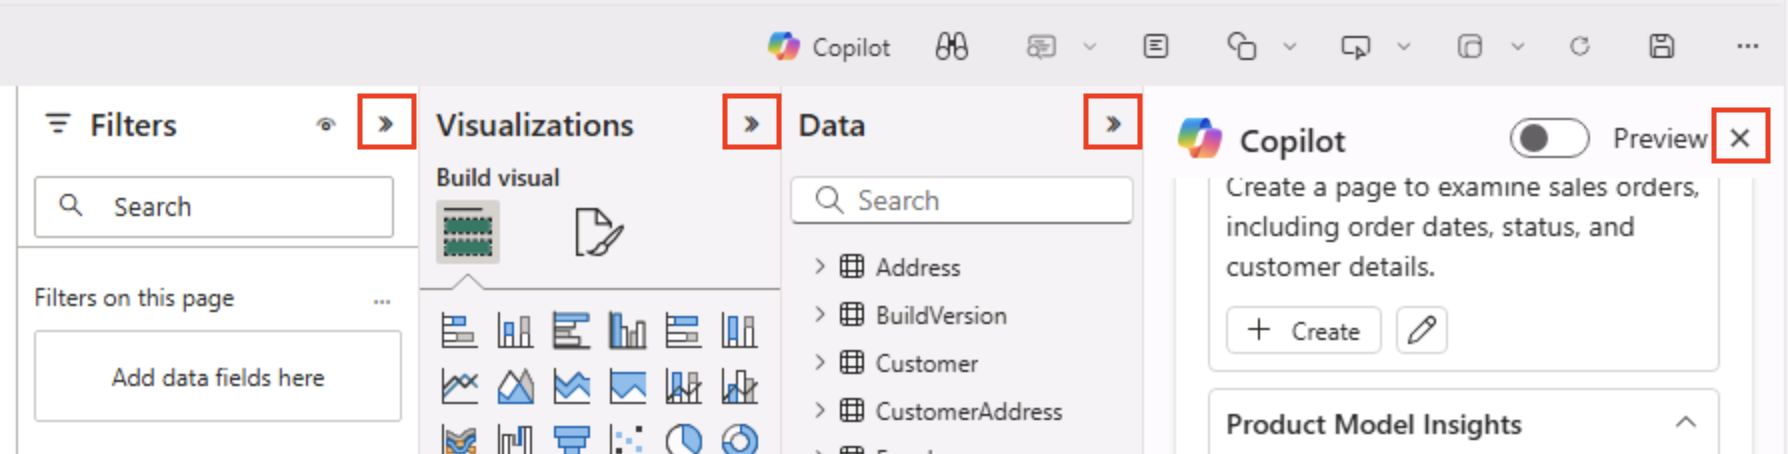 Copilot
Filters
Search
Filters on this page
...
Add data fields here
Visualizations
Build visual
Data
Search
Address
BuildVersion
Customer
CustomerAddress
Copilot
Preview
Create a page to examine sales orders,
including order dates, status, and
customer details.
Create
Product Model Insights